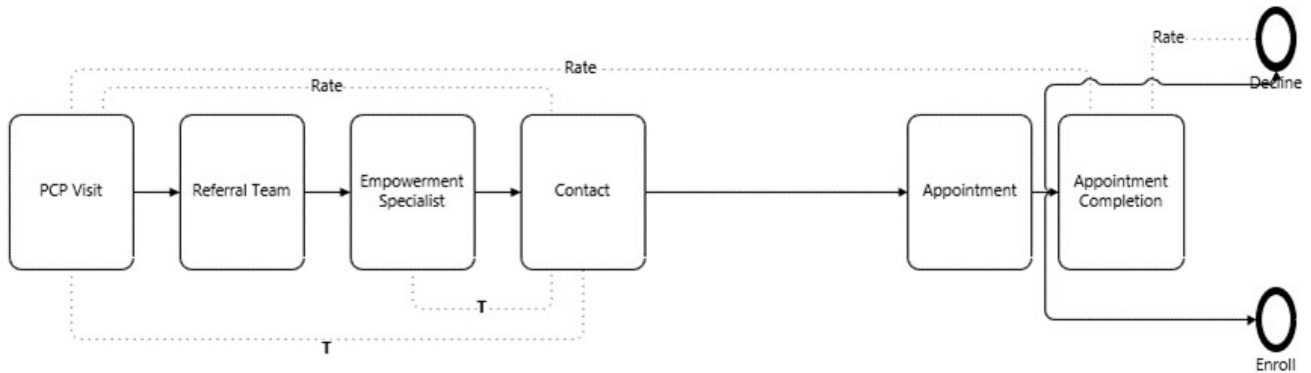 Rate
Decline
Rate
Rate
PCP Visit
Referral Team
Empowerment
Specialist
Contact
Appointment
Appointment
Completion
T
T
Enroll